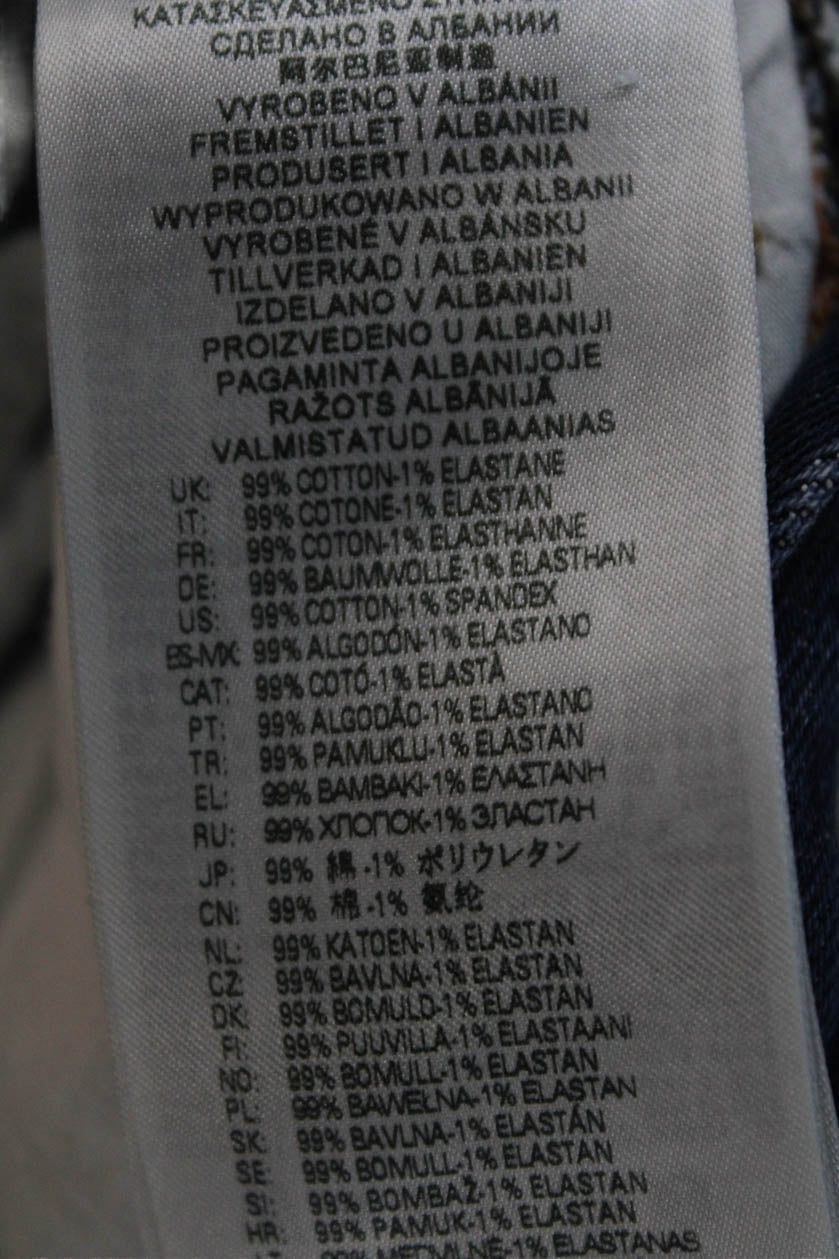 ΚΑΤΑΣΚΕΥΑΣΜΕΝΟ ΣΤΗΝ
СДЕЛАНО В АЛБАНИИ
阿尔巴尼亚制造
VYROBENO V ALBÁNII
FREMSTILLET I ALBANIEN
PRODUSERT I ALBANIA
WYPRODUKOWANO W ALBANII
VYROBENÉ V ALBÁNSKU
TILLVERKAD I ALBANIEN
IZDELANO V ALBANIJI
PROIZVEDENO U ALBANIJI
PAGAMINTA ALBANIJOJE
RAŽOTS ALBĀNIJĀ
VALMISTATUD ALBAANIAS
UK: 99% COTTON-1% ELASTANE
IT: 99% COTONE-1% ELASTAN
FR: 99% COTON-1% ELASTHANNE
DE: 99% BAUMWOLLE-1% ELASTHAN
US: 99% COTTON-1% SPANDEX
ES-MX: 99% ALGODÓN-1% ELASTANO
CAT: 99% COTÓ-1% ELASTÀ
PT: 99% ALGODÃO-1% ELASTANO
TR: 99% PAMUKLU-1% ELASTAN
EL: 99% ΒΑΜΒΑΚΙ-1% ΕΛΑΣΤΑΝΗ
RU: 99% ХЛОПОК-1% ЭЛАСТАН
JP: 99% 綿-1% ポリウレタン
CN: 99% 棉-1% 氨纶
NL: 99% KATOEN-1% ELASTAN
CZ: 99% BAVLNA-1% ELASTAN
DK: 99% BOMULD-1% ELASTAN
FI: 99% PUUVILLA-1% ELASTAANI
NO: 99% BOMULL-1% ELASTAN
PL: 99% BAWEŁNA-1% ELASTAN
SK: 99% BAVLNA-1% ELASTÁN
SE: 99% BOMULL-1% ELASTAN
SI: 99% BOMBAŽ-1% ELASTAN
HR: 99% PAMUK-1% ELASTAN
LT: 99% MEDVILNĖ-1% ELASTANAS